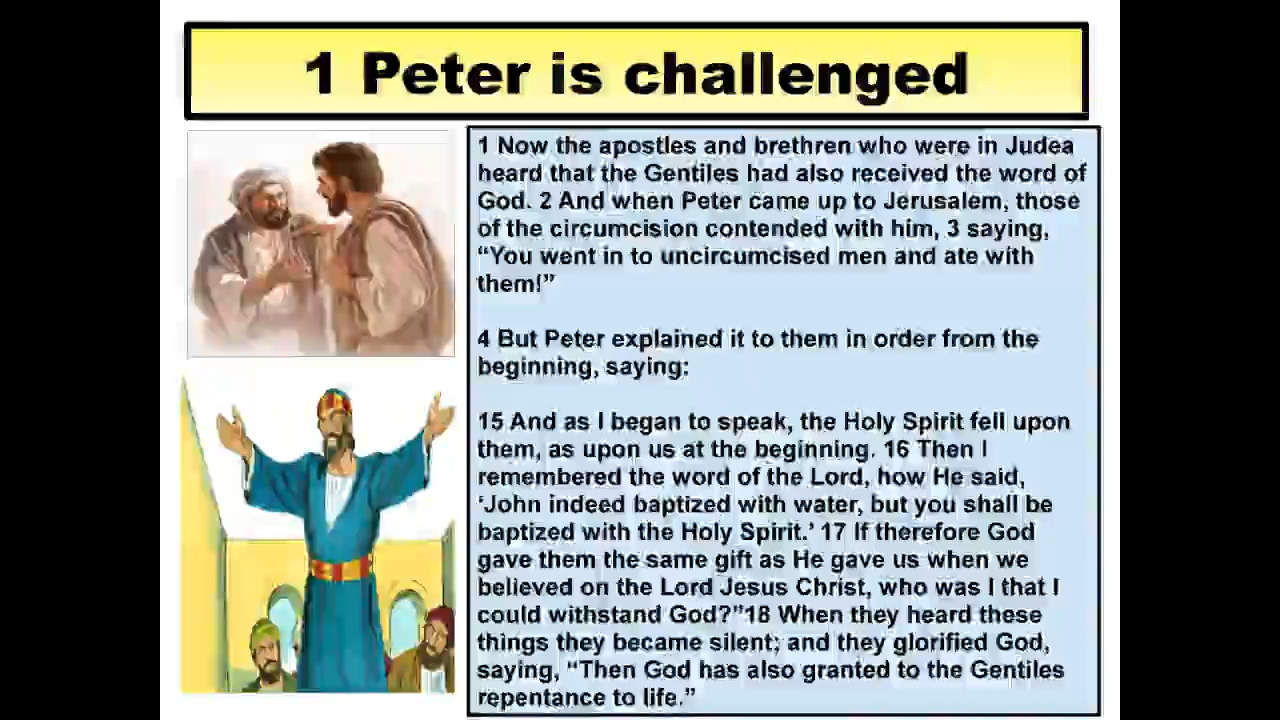 1 Peter is challenged
1 Now the apostles and brethren who were in Judea
heard that the Gentiles had also received the word of
God. 2 And when Peter came up to Jerusalem, those
of the circumcision contended with him, 3 saying,
“You went in to uncircumcised men and ate with
them!”
4 But Peter explained it to them in order from the
beginning, saying:
15 And as I began to speak, the Holy Spirit fell upon
them, as upon us at the beginning. 16 Then I
remembered the word of the Lord, how He said,
‘John indeed baptized with water, but you shall be
baptized with the Holy Spirit.’ 17 If therefore God
gave them the same gift as He gave us when we
believed on the Lord Jesus Christ, who was I that I
could withstand God?”18 When they heard these
things they became silent; and they glorified God,
saying, “Then God has also granted to the Gentiles
repentance to life.”